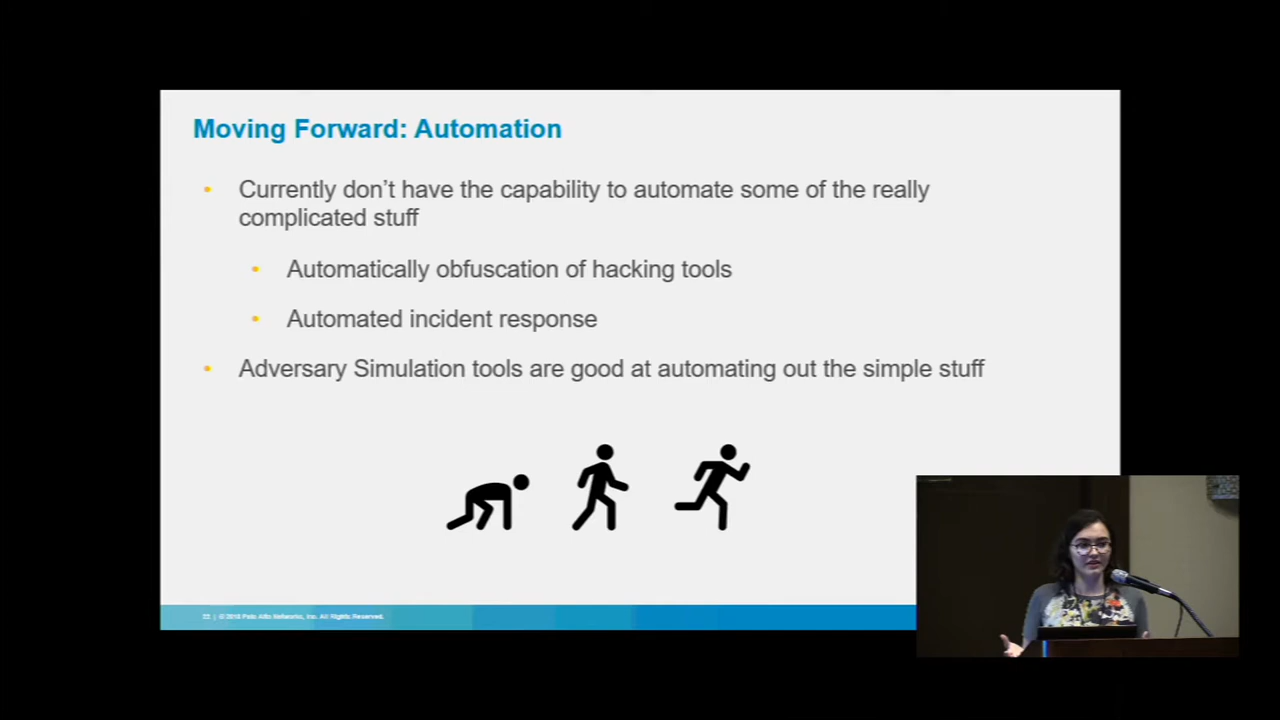 Moving Forward: Automation
• Currently don't have the capability to automate some of the really
complicated stuff
• Automatically obfuscation of hacking tools
• Automated incident response
• Adversary Simulation tools are good at automating out the simple stuff
22 | © 2018 Palo Alto Networks, Inc. All Rights Reserved.